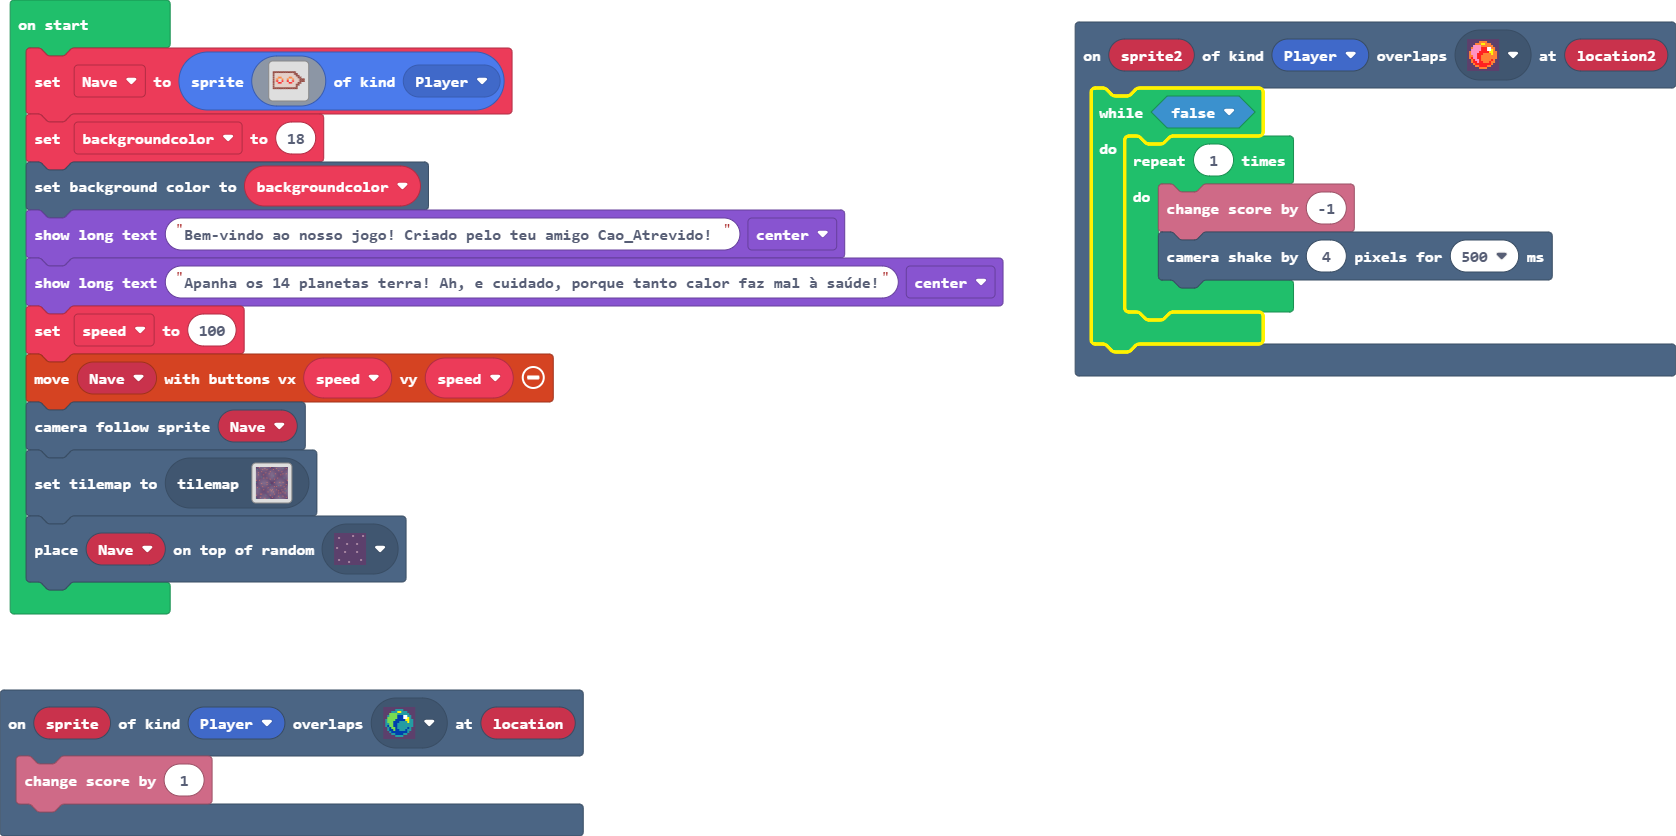 on start
set Nave to sprite of kind Player
set backgroundcolor to 18
set background color to backgroundcolor
show long text "Bem-vindo ao nosso jogo! Criado pelo teu amigo Cao_Atrevido! " center
show long text "Apanha os 14 planetas terra! Ah, e cuidado, porque tanto calor faz mal à saúde!" center
set speed to 100
move Nave with buttons vx speed vy speed
camera follow sprite Nave
set tilemap to tilemap
place Nave on top of random
on sprite2 of kind Player overlaps at location2
while false
do
repeat 1 times
do
change score by -1
camera shake by 4 pixels for 500 ms
on sprite of kind Player overlaps at location
change score by 1